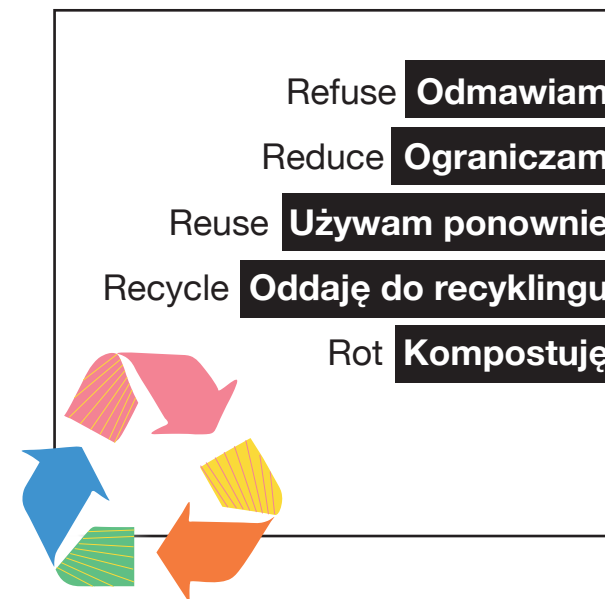 Refuse Odmawiam
Reduce Ograniczam
Reuse Używam ponownie
Recycle Oddaję do recyklingu
Rot Kompostuję